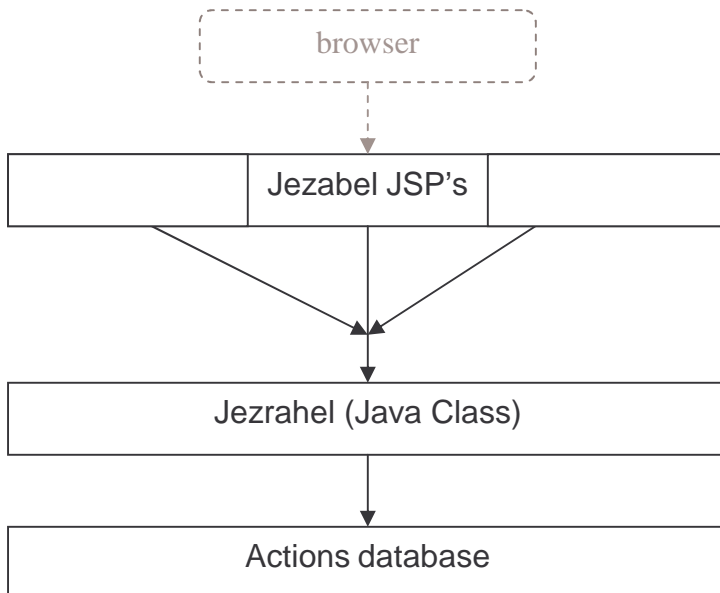 browser
Jezabel JSP’s
Jezrahel (Java Class)
Actions database